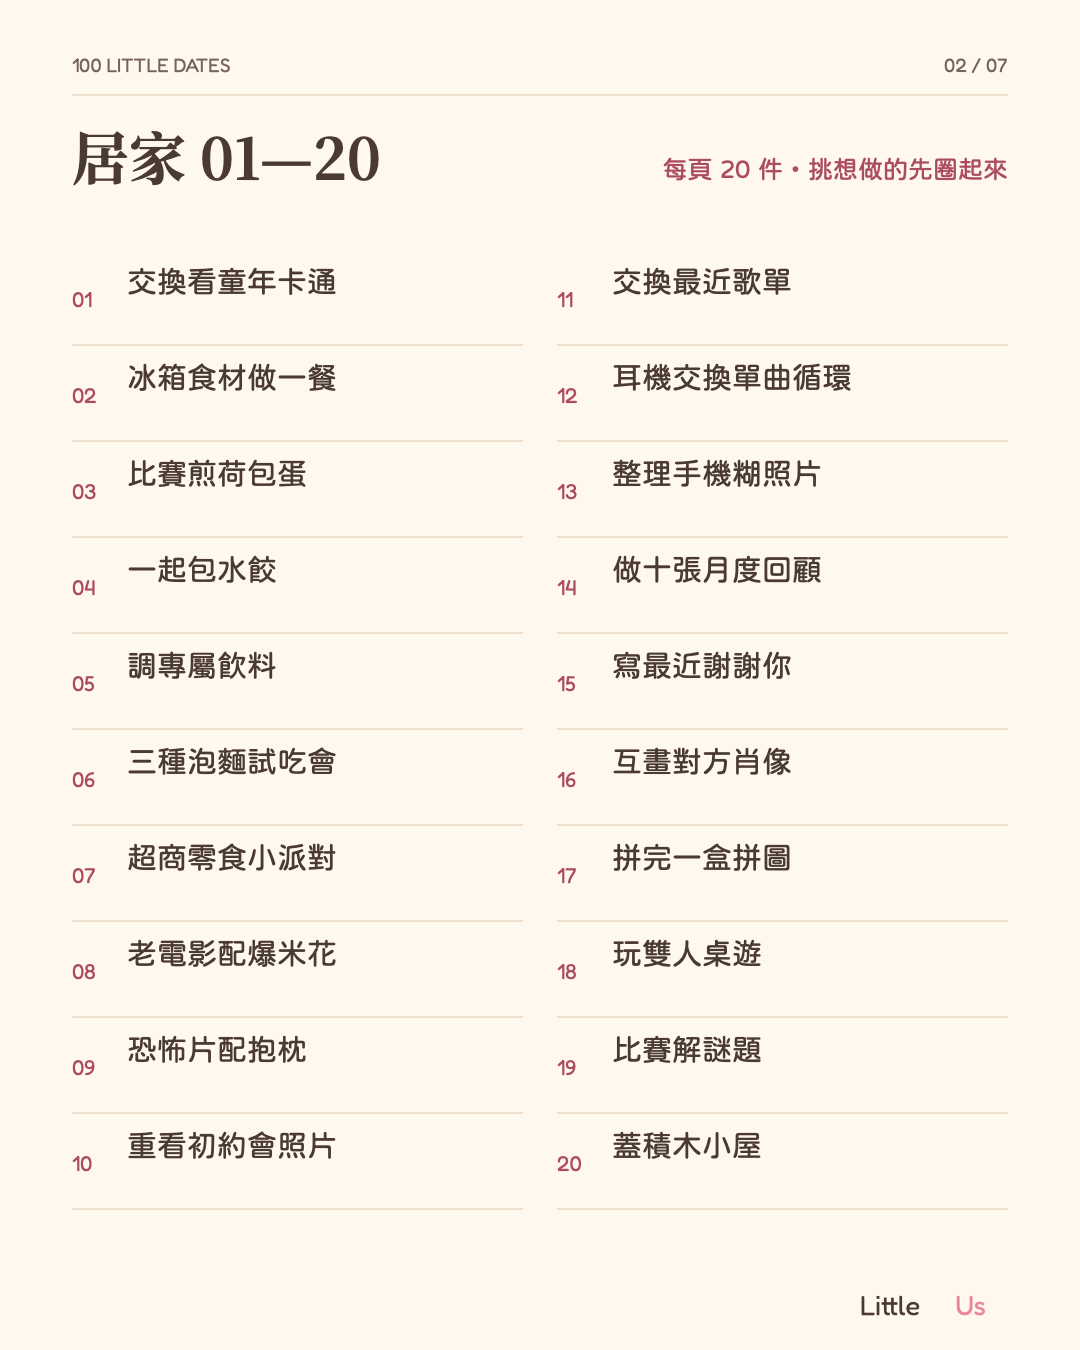 100 LITTLE DATES
02 / 07
居家 01—20
每頁 20 件・挑想做的先圈起來
01 交換看童年卡通
02 冰箱食材做一餐
03 比賽煎荷包蛋
04 一起包水餃
05 調專屬飲料
06 三種泡麵試吃會
07 超商零食小派對
08 老電影配爆米花
09 恐怖片配抱枕
10 重看初約會照片
11 交換最近歌單
12 耳機交換單曲循環
13 整理手機糊照片
14 做十張月度回顧
15 寫最近謝謝你
16 互畫對方肖像
17 拼完一盒拼圖
18 玩雙人桌遊
19 比賽解謎題
20 蓋積木小屋
Little Us